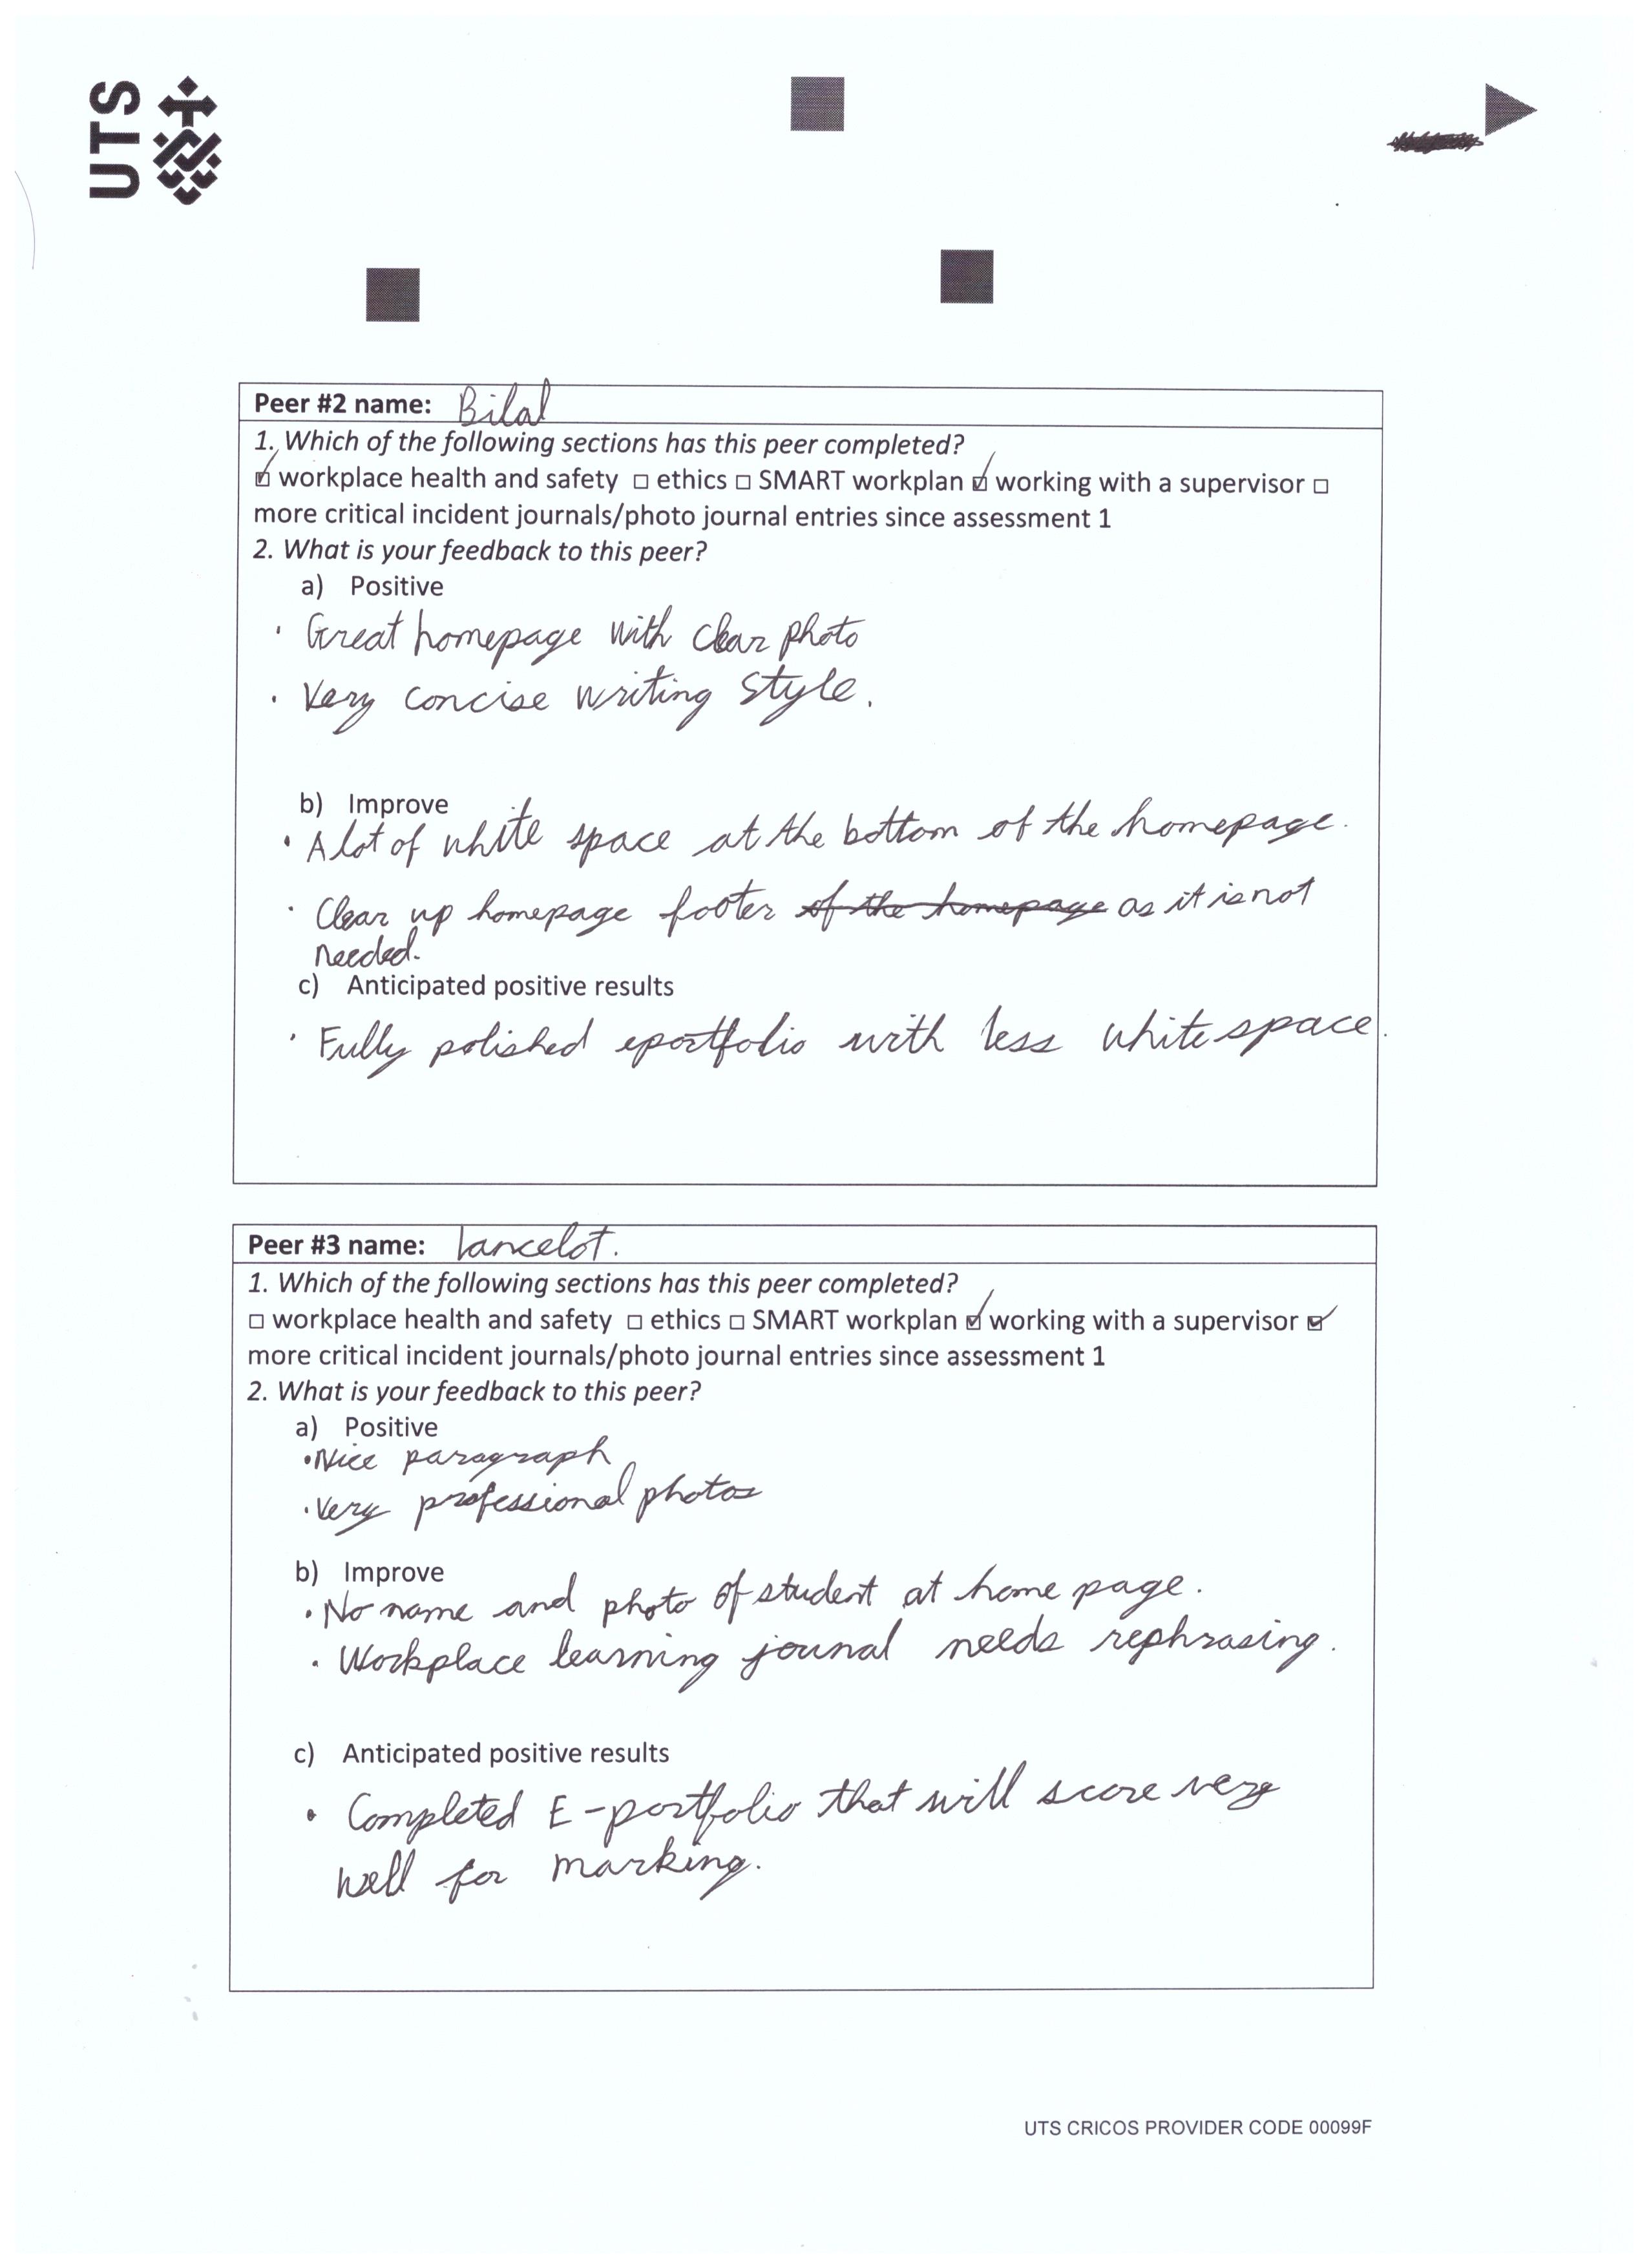 UTS
Peer #2 name: Bilal
1. Which of the following sections has this peer completed?
☑ workplace health and safety ☐ ethics ☐ SMART workplan ☑ working with a supervisor ☐
more critical incident journals/photo journal entries since assessment 1
2. What is your feedback to this peer?
a) Positive
· Great homepage with clear photo
· Very concise writing style.
b) Improve
· A lot of white space at the bottom of the homepage.
· Clear up homepage footer of the homepage as it is not
needed.
c) Anticipated positive results
· Fully polished eportfolio with less white space.
Peer #3 name: lancelot.
1. Which of the following sections has this peer completed?
☐ workplace health and safety ☐ ethics ☐ SMART workplan ☑ working with a supervisor ☑
more critical incident journals/photo journal entries since assessment 1
2. What is your feedback to this peer?
a) Positive
· Nice paragraph
· Very professional photos
b) Improve
· No name and photo of student at home page.
· Workplace learning jounal needs rephrasing.
c) Anticipated positive results
· Completed E-portfolio that will score very
well for marking.
UTS CRICOS PROVIDER CODE 00099F